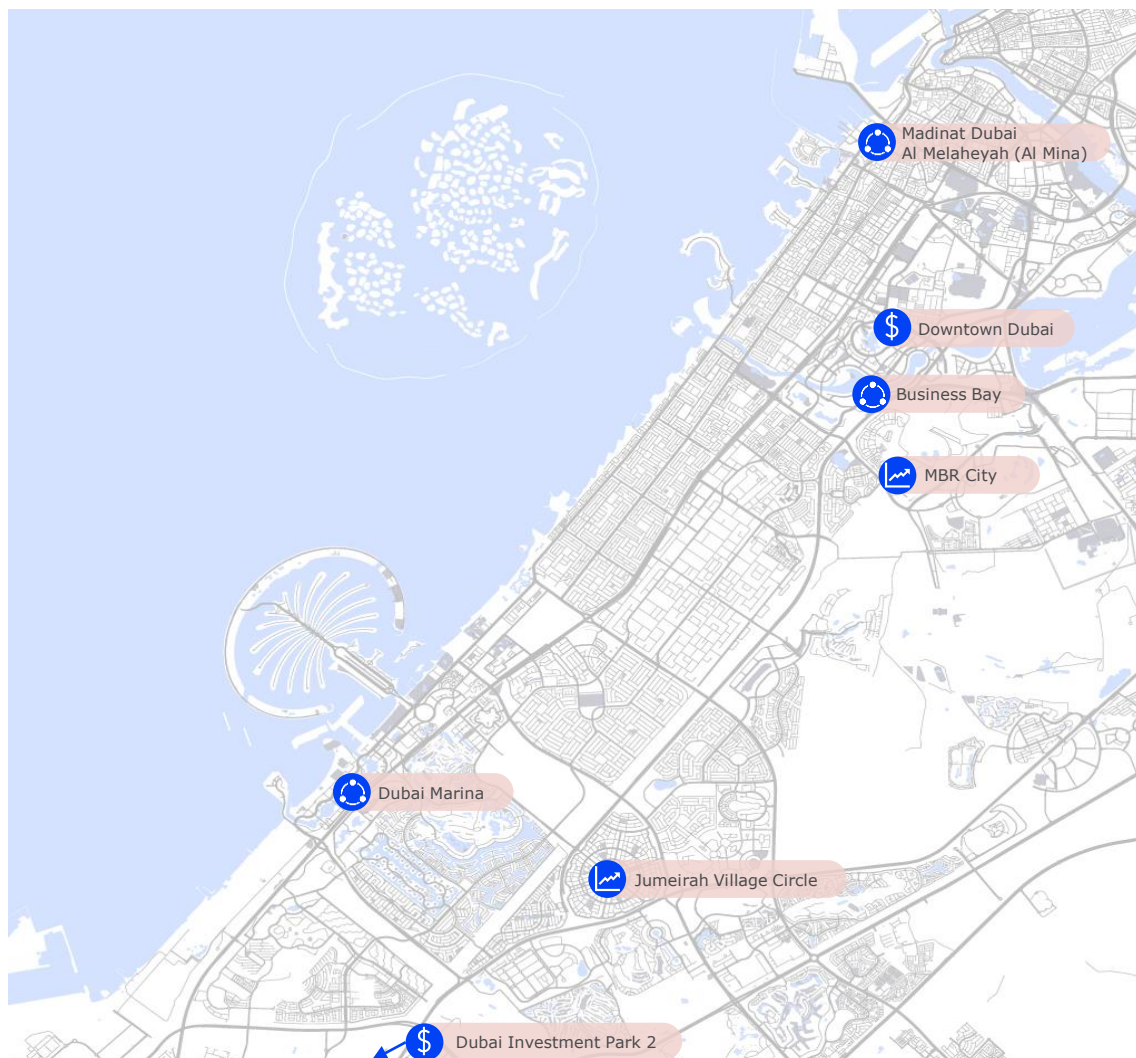 Madinat Dubai
Al Melaheyah (Al Mina)
$
Downtown Dubai
Business Bay
MBR City
Dubai Marina
Jumeirah Village Circle
$
Dubai Investment Park 2